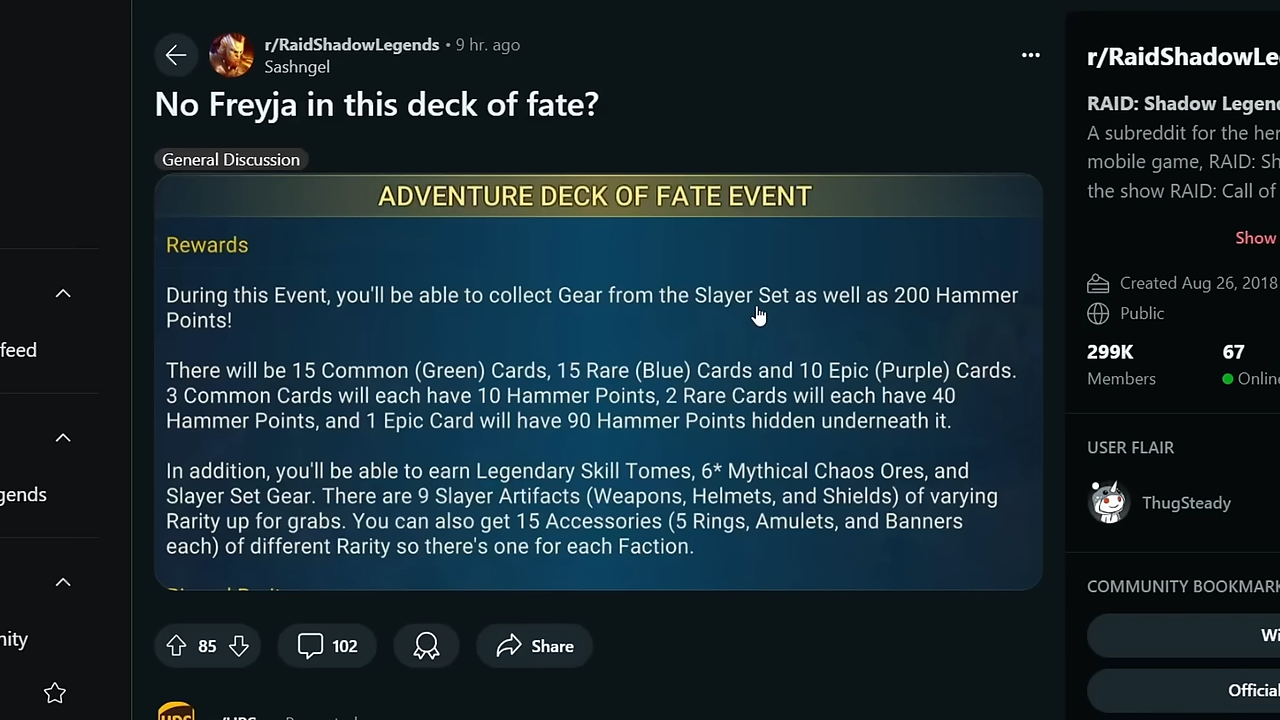 r/RaidShadowLegends • 9 hr. ago
Sashngel
No Freyja in this deck of fate?
General Discussion
ADVENTURE DECK OF FATE EVENT
Rewards
During this Event, you'll be able to collect Gear from the Slayer Set as well as 200 Hammer
Points!
There will be 15 Common (Green) Cards, 15 Rare (Blue) Cards and 10 Epic (Purple) Cards.
3 Common Cards will each have 10 Hammer Points, 2 Rare Cards will each have 40
Hammer Points, and 1 Epic Card will have 90 Hammer Points hidden underneath it.
In addition, you'll be able to earn Legendary Skill Tomes, 6* Mythical Chaos Ores, and
Slayer Set Gear. There are 9 Slayer Artifacts (Weapons, Helmets, and Shields) of varying
Rarity up for grabs. You can also get 15 Accessories (5 Rings, Amulets, and Banners
each) of different Rarity so there's one for each Faction.
85
102
Share
feed
gends
nity
r/RaidShadowLe
RAID: Shadow Legend
A subreddit for the her
mobile game, RAID: Sh
the show RAID: Call of
Show
Created Aug 26, 2018
Public
299K
67
Members
Online
USER FLAIR
ThugSteady
COMMUNITY BOOKMARK
Wi
Official